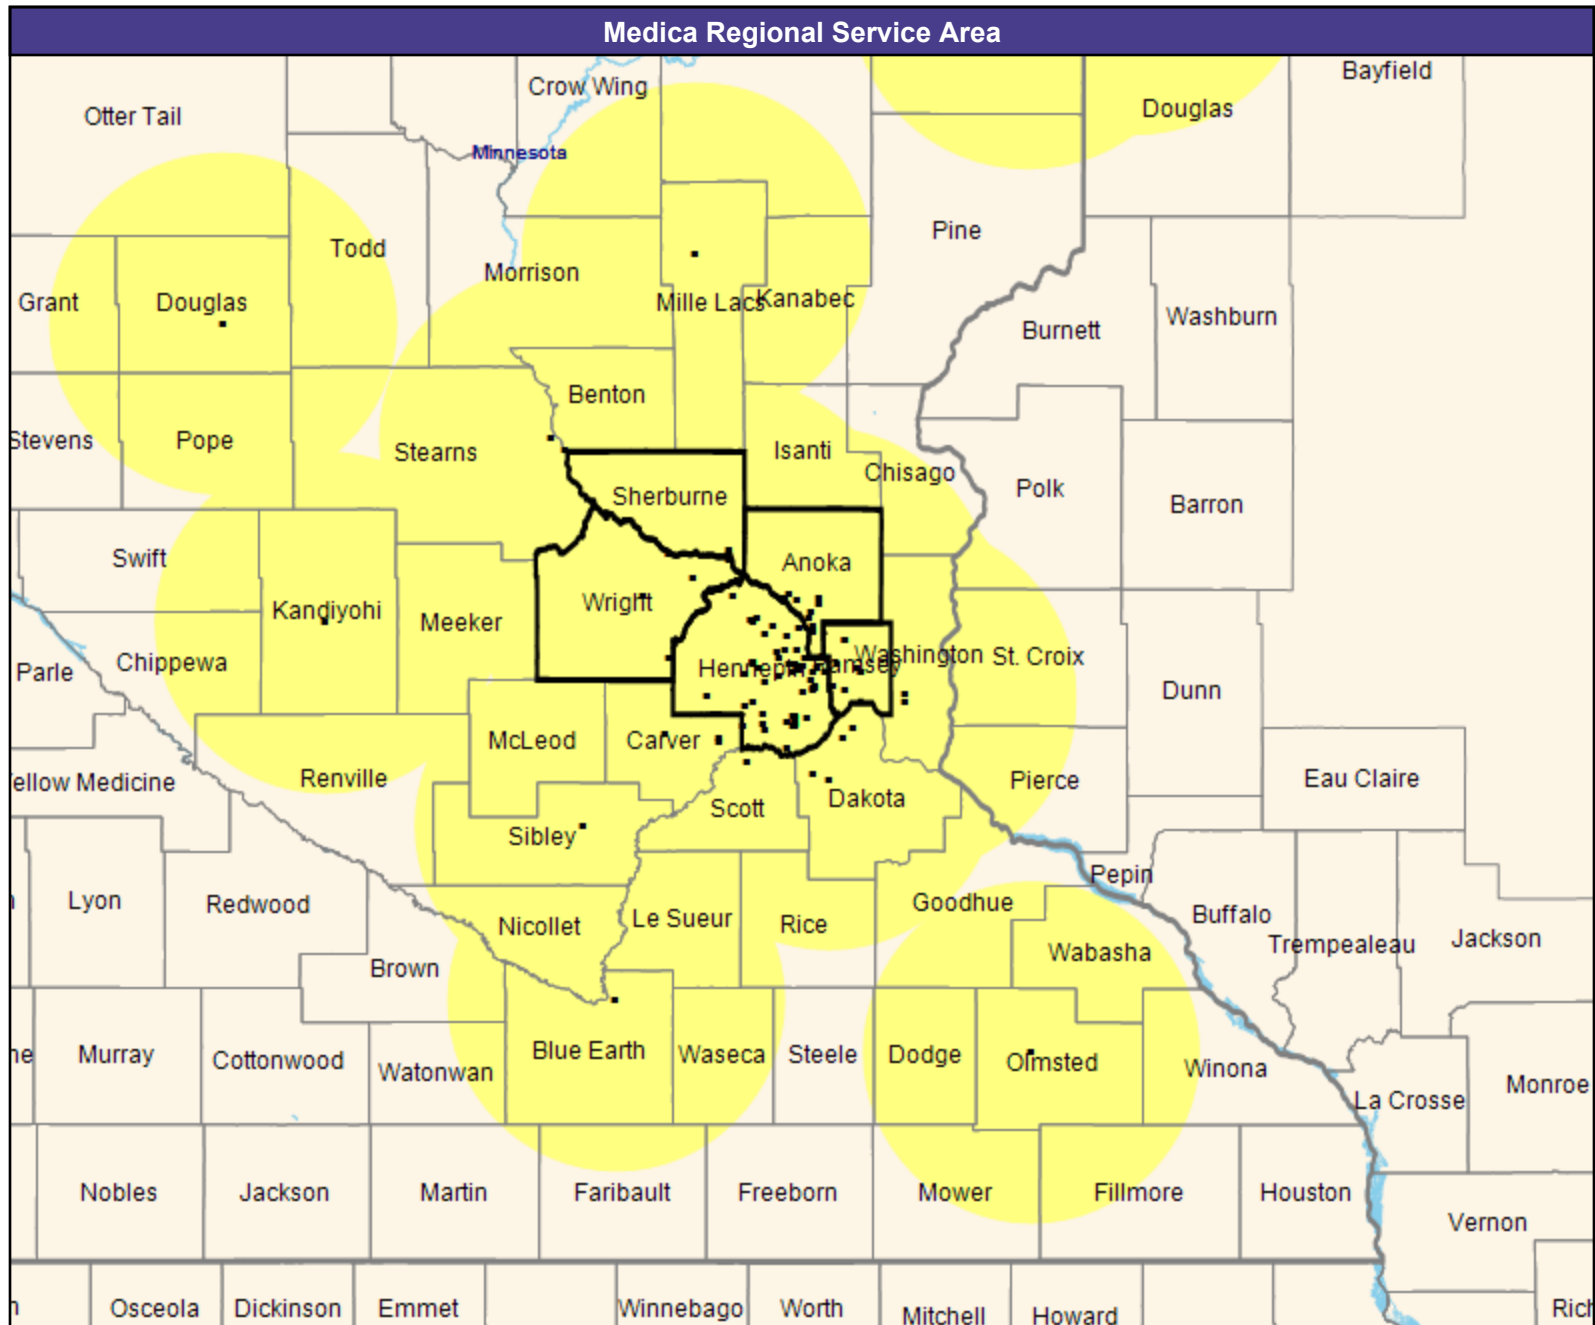 Medica Regional Service Area
Bayfield
Crow Wing
Douglas
Otter Tail
Minnesota
Pine
Todd
Morrison
Grant
Douglas
Mille Lacs
Kanabec
Washburn
Burnett
Benton
Stevens
Pope
Stearns
Isanti
Chisago
Polk
Sherburne
Barron
Swift
Anoka
Kandiyohi
Wright
Meeker
Parle
Chippewa
Hennepin
Ramsey
Washington
St. Croix
Dunn
McLeod
Carver
Renville
ellow Medicine
Pierce
Eau Claire
Scott
Dakota
Sibley
Pepin
Lyon
Redwood
Goodhue
Nicollet
Le Sueur
Rice
Buffalo
Trempealeau
Jackson
Wabasha
Brown
ne
Murray
Cottonwood
Watonwan
Blue Earth
Waseca
Steele
Dodge
Olmsted
Winona
La Crosse
Monroe
Nobles
Jackson
Martin
Faribault
Freeborn
Mower
Fillmore
Houston
Vernon
Osceola
Dickinson
Emmet
Winnebago
Worth
Mitchell
Howard
Rich